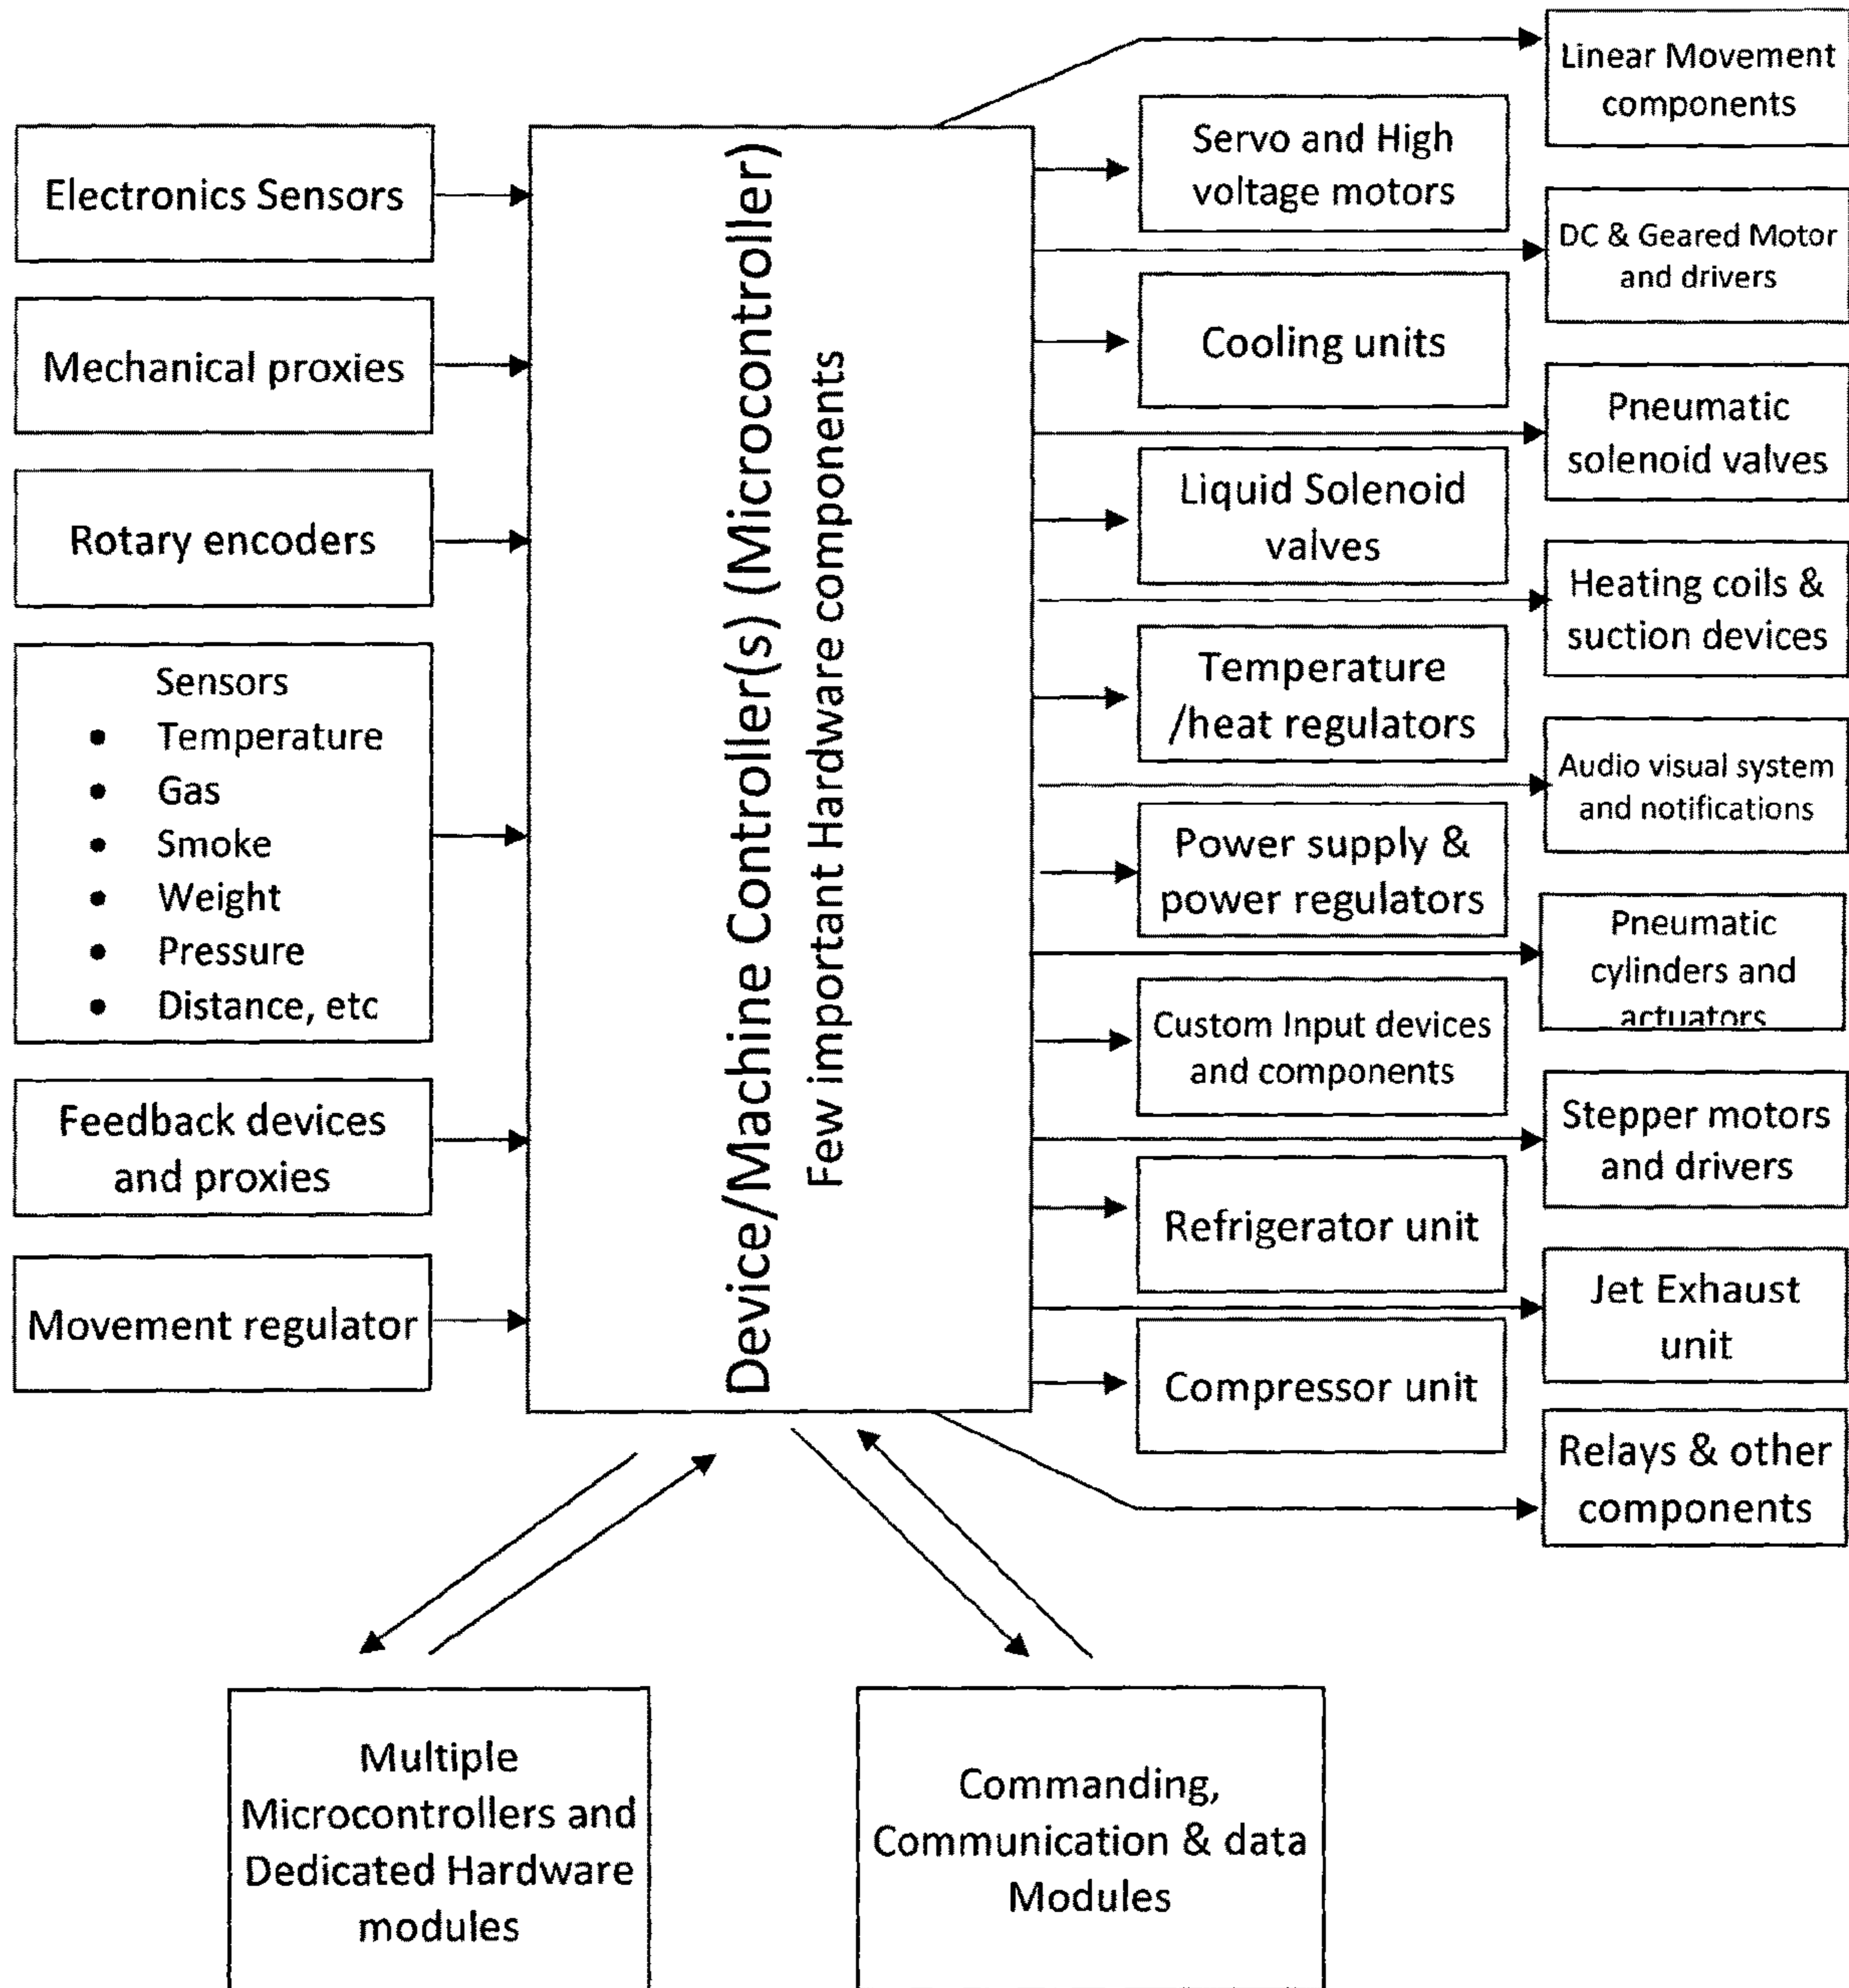 Electronics Sensors
Mechanical proxies
Rotary encoders
Sensors
• Temperature
• Gas
• Smoke
• Weight
• Pressure
• Distance, etc
Feedback devices
and proxies
Movement regulator
Device/Machine Controller(s) (Microcontroller)
Few important Hardware components
Servo and High
voltage motors
Cooling units
Liquid Solenoid
valves
Temperature
/heat regulators
Power supply &
power regulators
Custom Input devices
and components
Refrigerator unit
Compressor unit
Linear Movement
components
DC & Geared Motor
and drivers
Pneumatic
solenoid valves
Heating coils &
suction devices
Audio visual system
and notifications
Pneumatic
cylinders and
actuators
Stepper motors
and drivers
Jet Exhaust
unit
Relays & other
components
Multiple
Microcontrollers and
Dedicated Hardware
modules
Commanding,
Communication & data
Modules